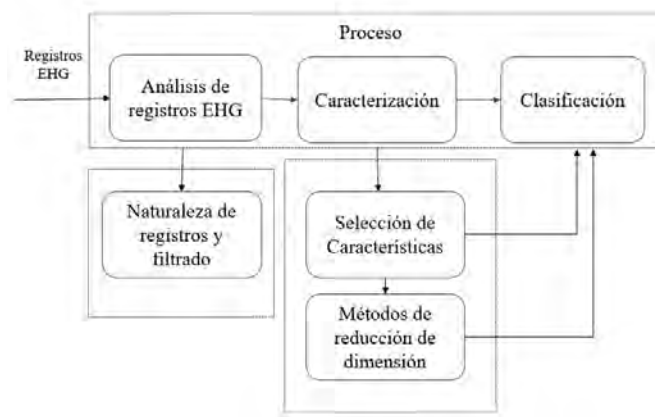 Proceso
Registros
EHG
Análisis de
registros EHG
Caracterización
Clasificación
Naturaleza de
registros y
filtrado
Selección de
Características
Métodos de
reducción de
dimensión